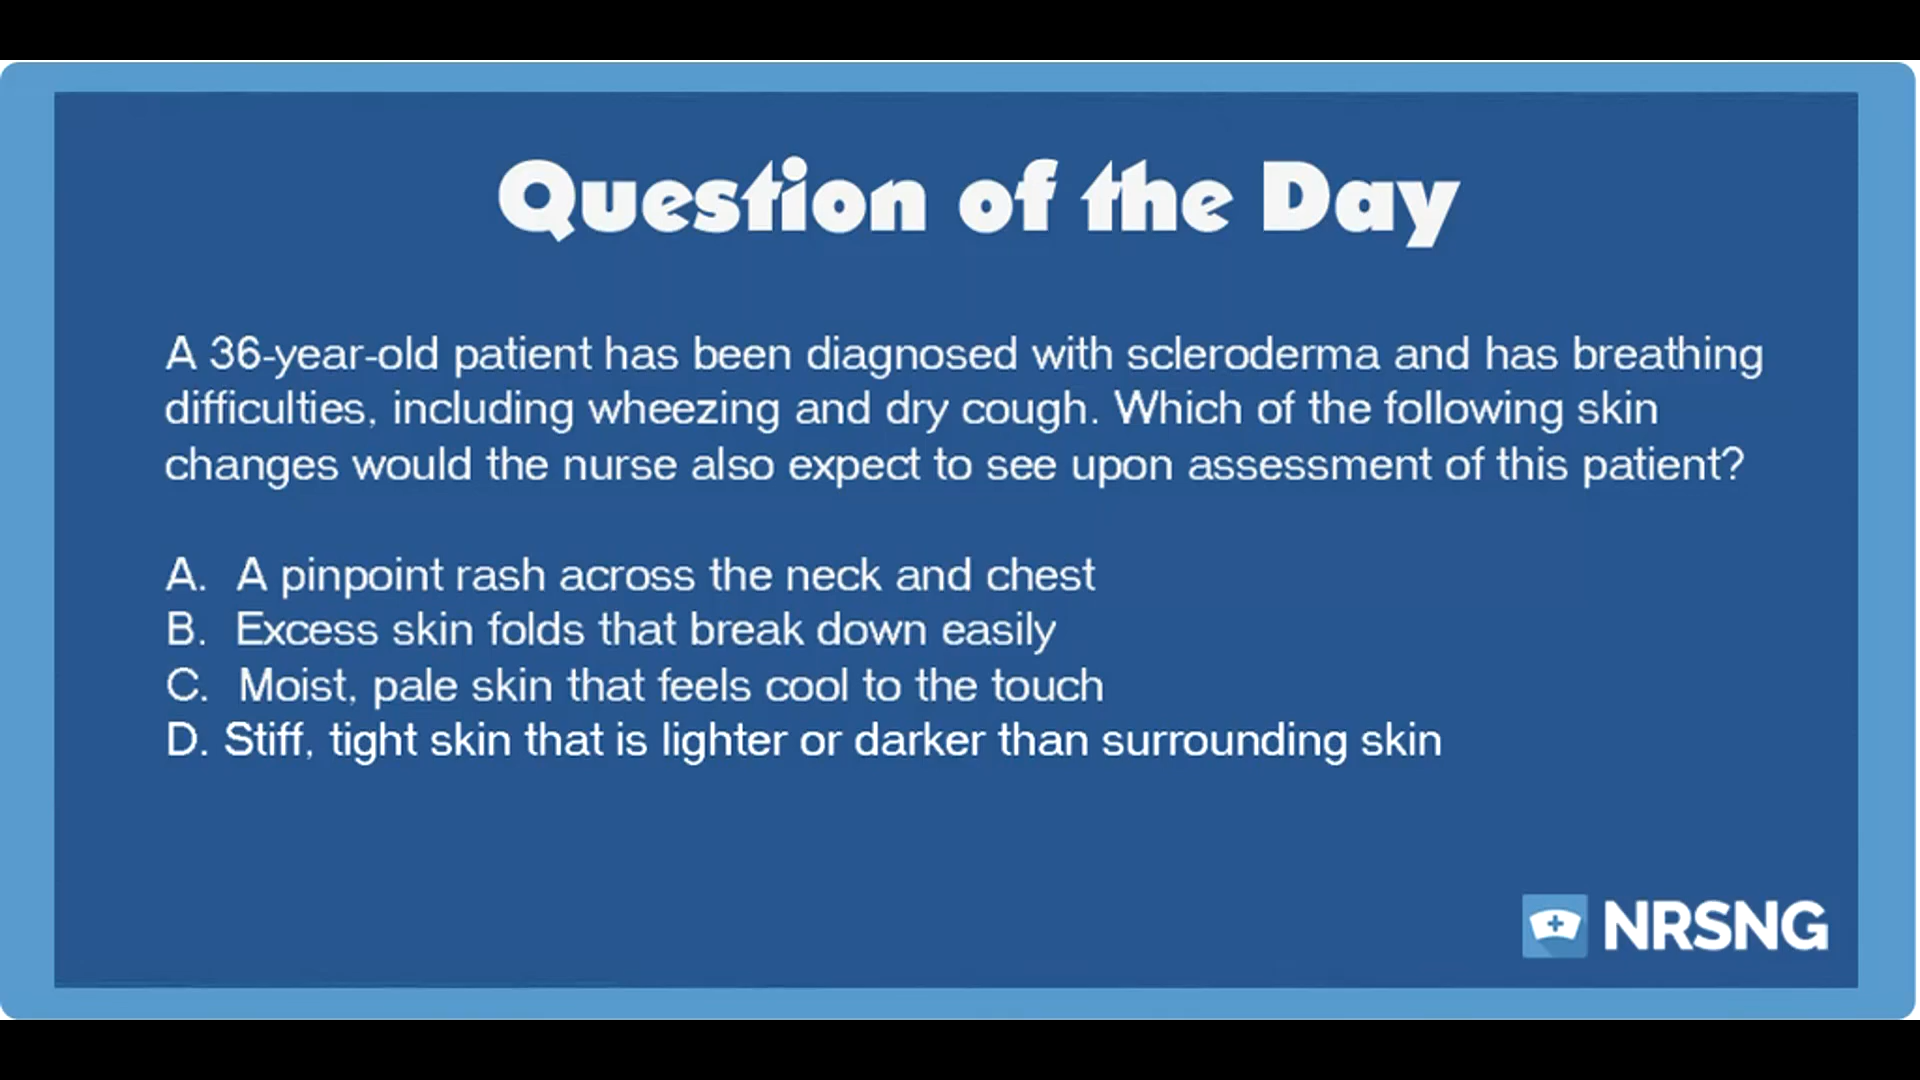 Question of the Day
A 36-year-old patient has been diagnosed with scleroderma and has breathing
difficulties, including wheezing and dry cough. Which of the following skin
changes would the nurse also expect to see upon assessment of this patient?
A. A pinpoint rash across the neck and chest
B. Excess skin folds that break down easily
C. Moist, pale skin that feels cool to the touch
D. Stiff, tight skin that is lighter or darker than surrounding skin
NRSNG